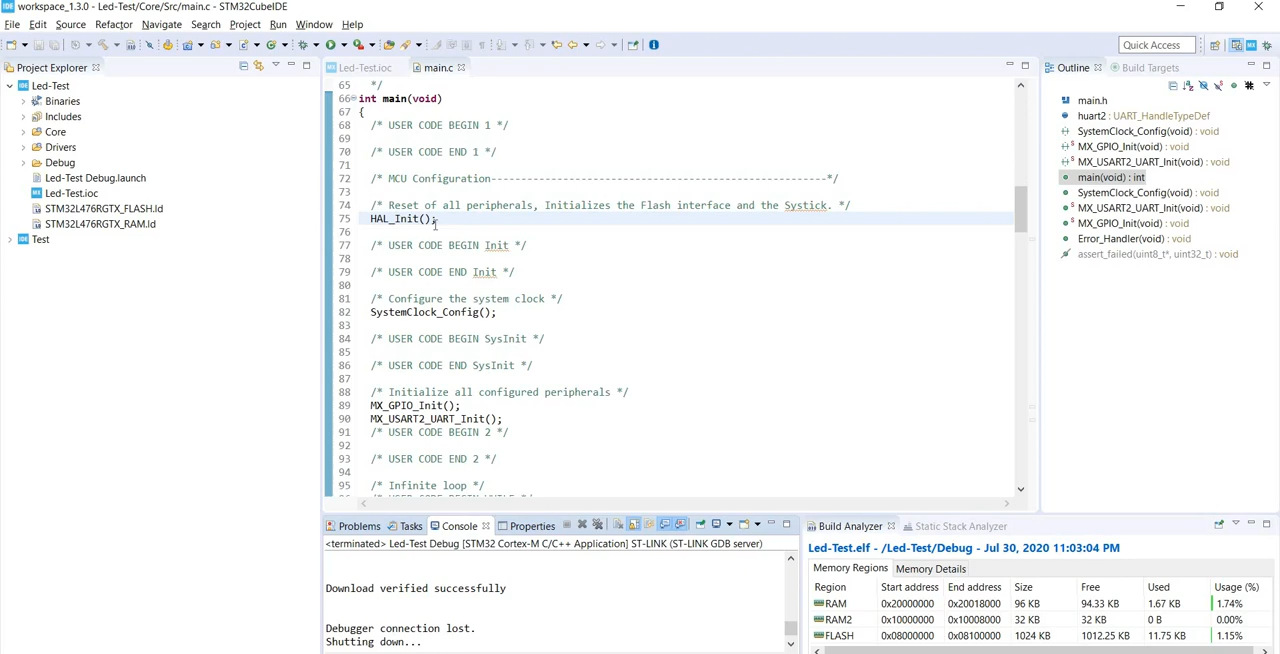 IDE workspace_1.3.0 - Led-Test/Core/Src/main.c - STM32CubeIDE
File Edit Source Refactor Navigate Search Project Run Window Help
Quick Access
Project Explorer
Led-Test
Binaries
Includes
Core
Drivers
Debug
Led-Test Debug.launch
Led-Test.ioc
STM32L476RGTX_FLASH.ld
STM32L476RGTX_RAM.ld
Test
Led-Test.ioc main.c
65 */
66 int main(void)
67 {
68 /* USER CODE BEGIN 1 */
69
70 /* USER CODE END 1 */
71
72 /* MCU Configuration--------------------------------------------------------*/
73
74 /* Reset of all peripherals, Initializes the Flash interface and the Systick. */
75 HAL_Init();
76
77 /* USER CODE BEGIN Init */
78
79 /* USER CODE END Init */
80
81 /* Configure the system clock */
82 SystemClock_Config();
83
84 /* USER CODE BEGIN SysInit */
85
86 /* USER CODE END SysInit */
87
88 /* Initialize all configured peripherals */
89 MX_GPIO_Init();
90 MX_USART2_UART_Init();
91 /* USER CODE BEGIN 2 */
92
93 /* USER CODE END 2 */
94
95 /* Infinite loop */
Outline Build Targets
main.h
huart2 : UART_HandleTypeDef
SystemClock_Config(void) : void
MX_GPIO_Init(void) : void
MX_USART2_UART_Init(void) : void
main(void) : int
SystemClock_Config(void) : void
MX_USART2_UART_Init(void) : void
MX_GPIO_Init(void) : void
Error_Handler(void) : void
assert_failed(uint8_t*, uint32_t) : void
Problems Tasks Console Properties
<terminated> Led-Test Debug [STM32 Cortex-M C/C++ Application] ST-LINK (ST-LINK GDB server)
Download verified successfully
Debugger connection lost.
Shutting down...
Build Analyzer Static Stack Analyzer
Led-Test.elf - /Led-Test/Debug - Jul 30, 2020 11:03:04 PM
Memory Regions Memory Details
Region Start address End address Size Free Used Usage (%)
RAM 0x20000000 0x20018000 96 KB 94.33 KB 1.67 KB 1.74%
RAM2 0x10000000 0x10008000 32 KB 32 KB 0 B 0.00%
FLASH 0x08000000 0x08100000 1024 KB 1012.25 KB 11.75 KB 1.15%